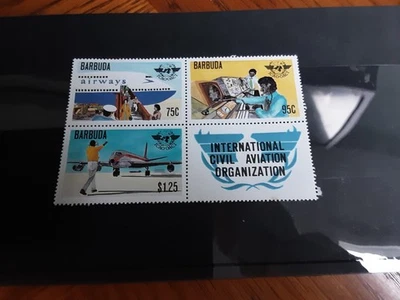 BARBUDA
airways
75C
BARBUDA
95C
BARBUDA
$1.25
INTERNATIONAL
CIVIL AVIATION
ORGANIZATION